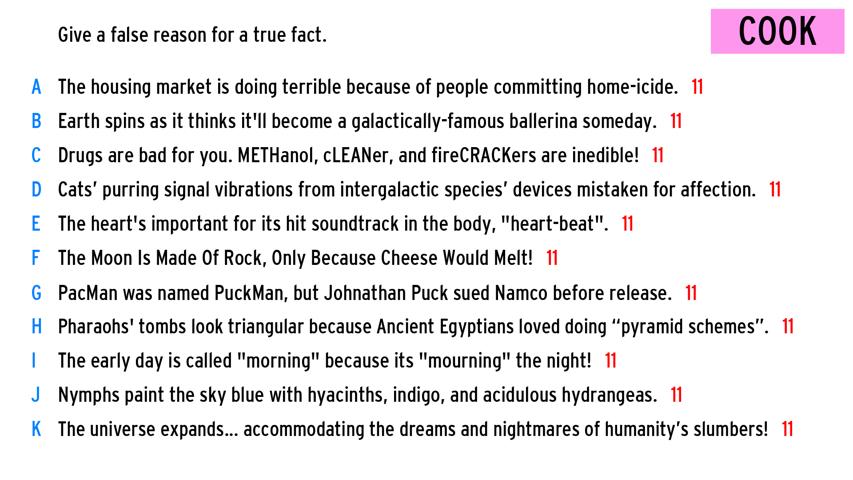 Give a false reason for a true fact.
COOK
A The housing market is doing terrible because of people committing home-icide. 11
B Earth spins as it thinks it'll become a galactically-famous ballerina someday. 11
C Drugs are bad for you. METHanol, cLEANer, and fireCRACKers are inedible! 11
D Cats’ purring signal vibrations from intergalactic species’ devices mistaken for affection. 11
E The heart's important for its hit soundtrack in the body, "heart-beat". 11
F The Moon Is Made Of Rock, Only Because Cheese Would Melt! 11
G PacMan was named PuckMan, but Johnathan Puck sued Namco before release. 11
H Pharaohs' tombs look triangular because Ancient Egyptians loved doing “pyramid schemes”. 11
I The early day is called "morning" because its "mourning" the night! 11
J Nymphs paint the sky blue with hyacinths, indigo, and acidulous hydrangeas. 11
K The universe expands... accommodating the dreams and nightmares of humanity’s slumbers! 11